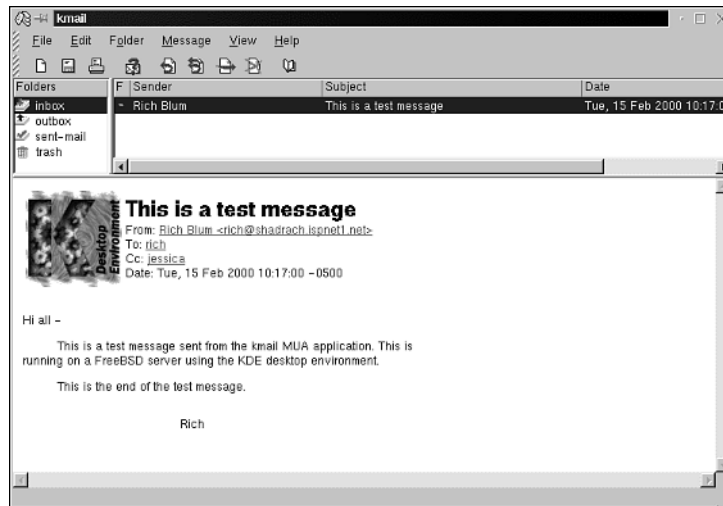 kmail
File Edit Folder Message View Help
Folders
F Sender Subject Date
inbox
Rich Blum This is a test message Tue, 15 Feb 2000 10:17:0
outbox
sent-mail
trash
K Desktop Environment
This is a test message
From: Rich Blum <rich@shadrach.ispnet1.net>
To: rich
Cc: jessica
Date: Tue, 15 Feb 2000 10:17:00 -0500
Hi all -
This is a test message sent from the kmail MUA application. This is
running on a FreeBSD server using the KDE desktop environment.
This is the end of the test message.
Rich